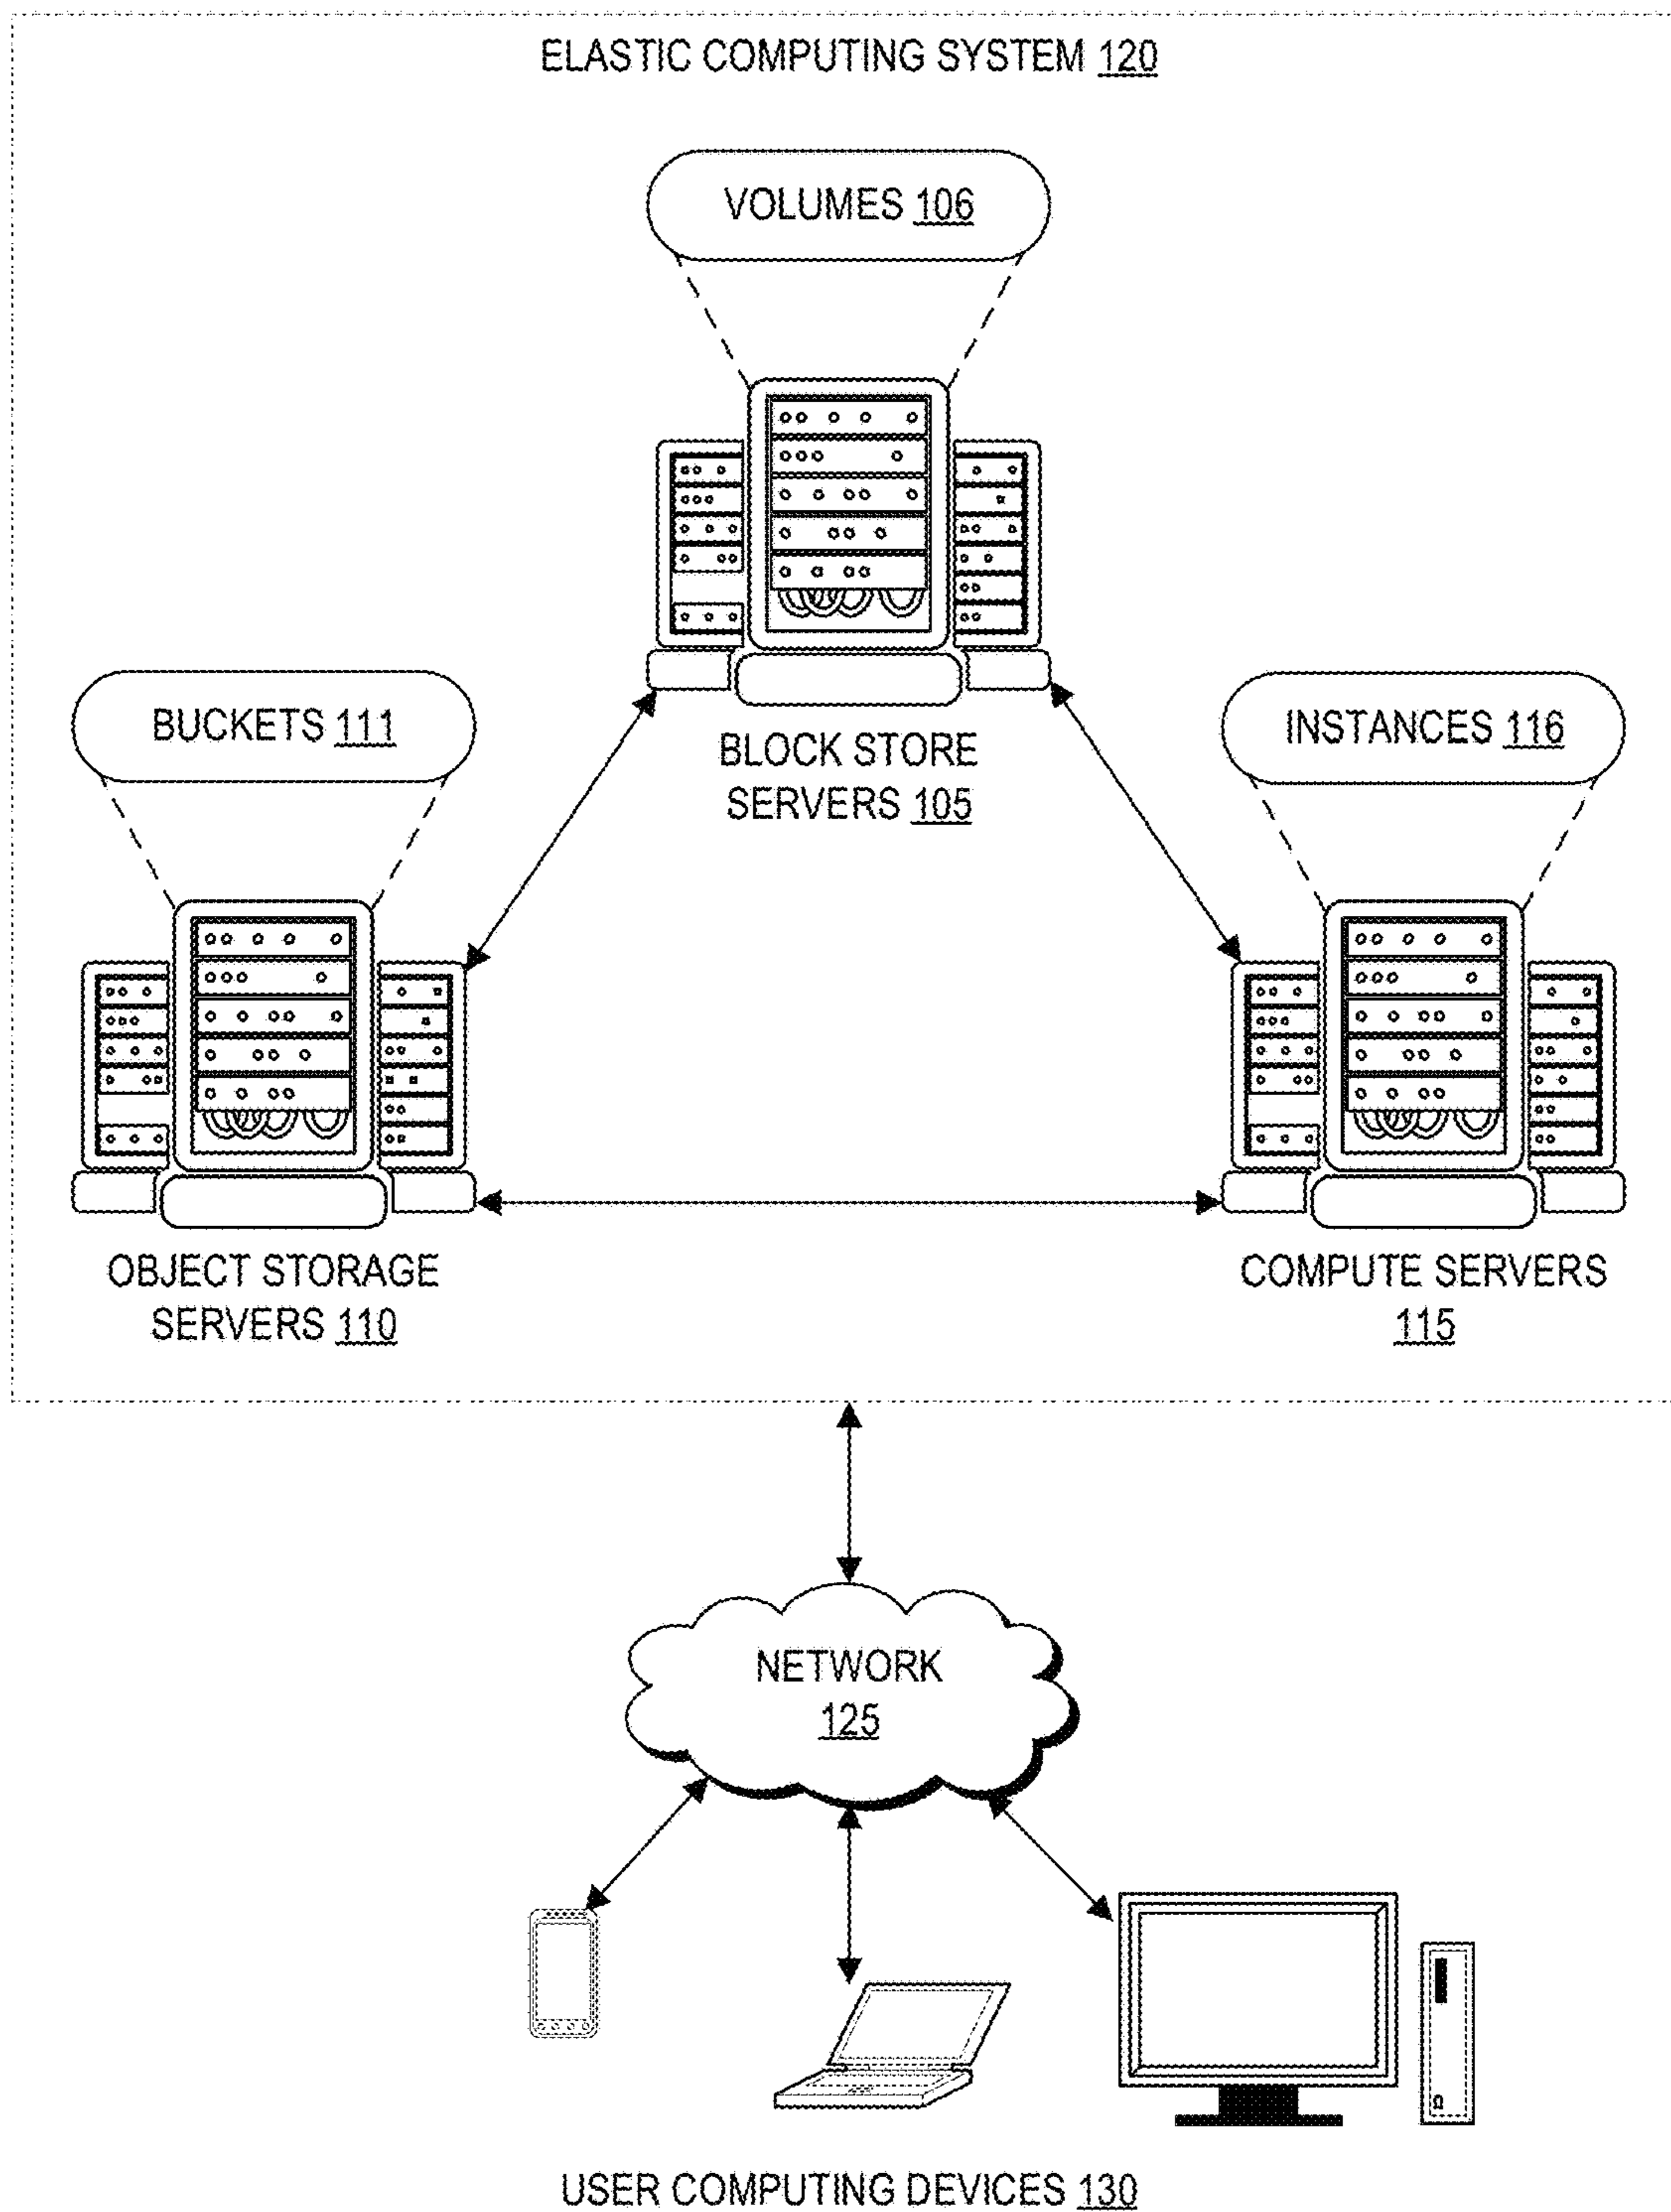 ELASTIC COMPUTING SYSTEM 120
VOLUMES 106
BUCKETS 111
BLOCK STORE
SERVERS 105
INSTANCES 116
OBJECT STORAGE
SERVERS 110
COMPUTE SERVERS
115
NETWORK
125
USER COMPUTING DEVICES 130